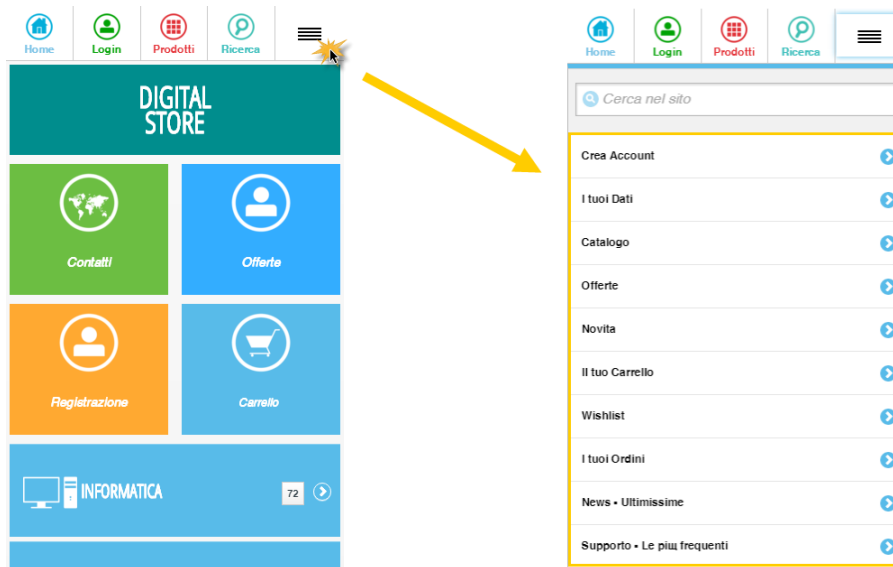 Home
Login
Prodotti
Ricerca
DIGITAL
STORE
Contatti
Offerte
Registrazione
Carrello
INFORMATICA
72
Home
Login
Prodotti
Ricerca
Cerca nel sito
Crea Account
I tuoi Dati
Catalogo
Offerte
Novita
Il tuo Carrello
Wishlist
I tuoi Ordini
News • Ultimissime
Supporto • Le piщ frequenti